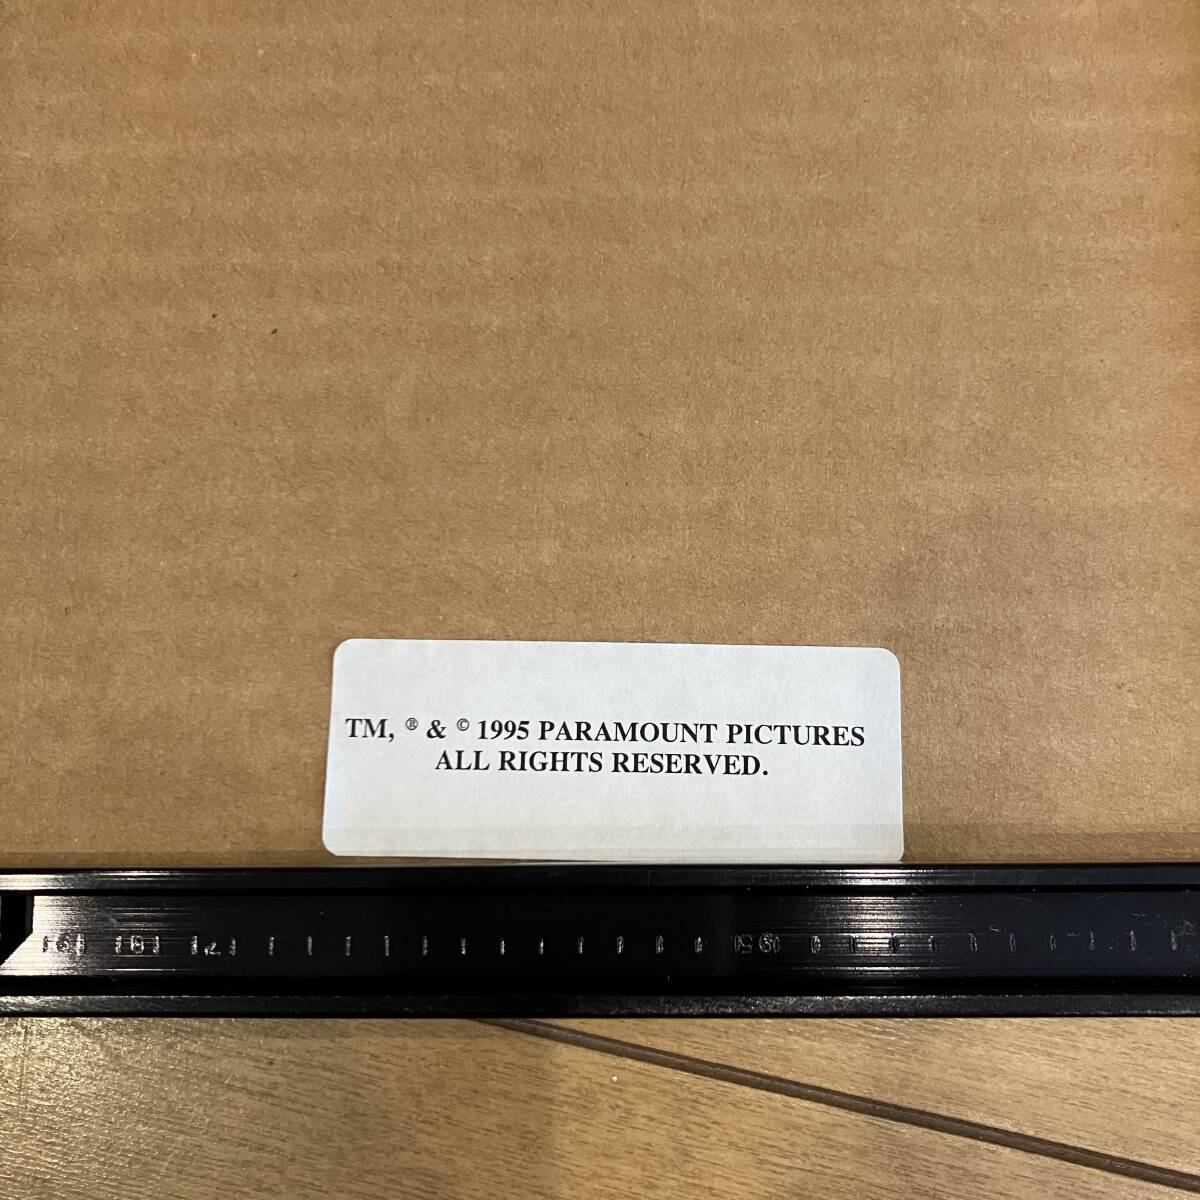 TM, ® & © 1995 PARAMOUNT PICTURES
ALL RIGHTS RESERVED.